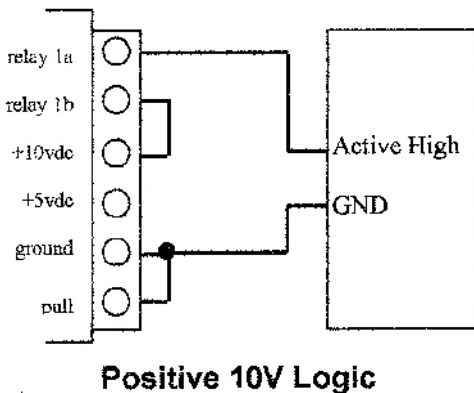 relay 1a
relay 1b
+10vdc
+5vdc
ground
pull
Active High
GND
Positive 10V Logic